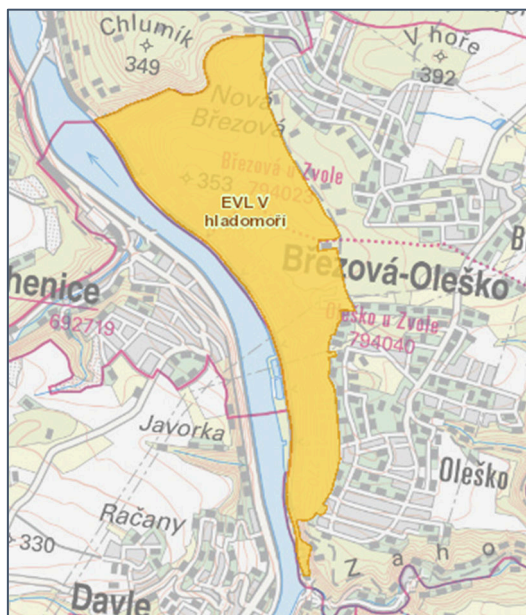 Chlumík
349
V hoře
392
Nová
Březová
Březová u Zvole
794023
353
EVL V
hladomoři
B
Březová-Oleško
henice
692719
Oleško u Zvole
794040
Javorka
Oleško
Račany
330
Zaho
Davle